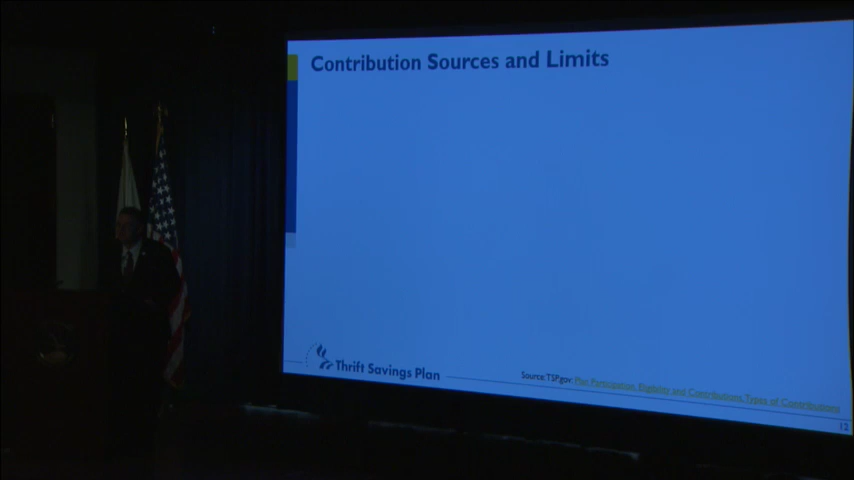 Contribution Sources and Limits
Thrift Savings Plan
Source: TSP.gov: Plan Participation, Eligibility and Contributions, Types of Contributions
12